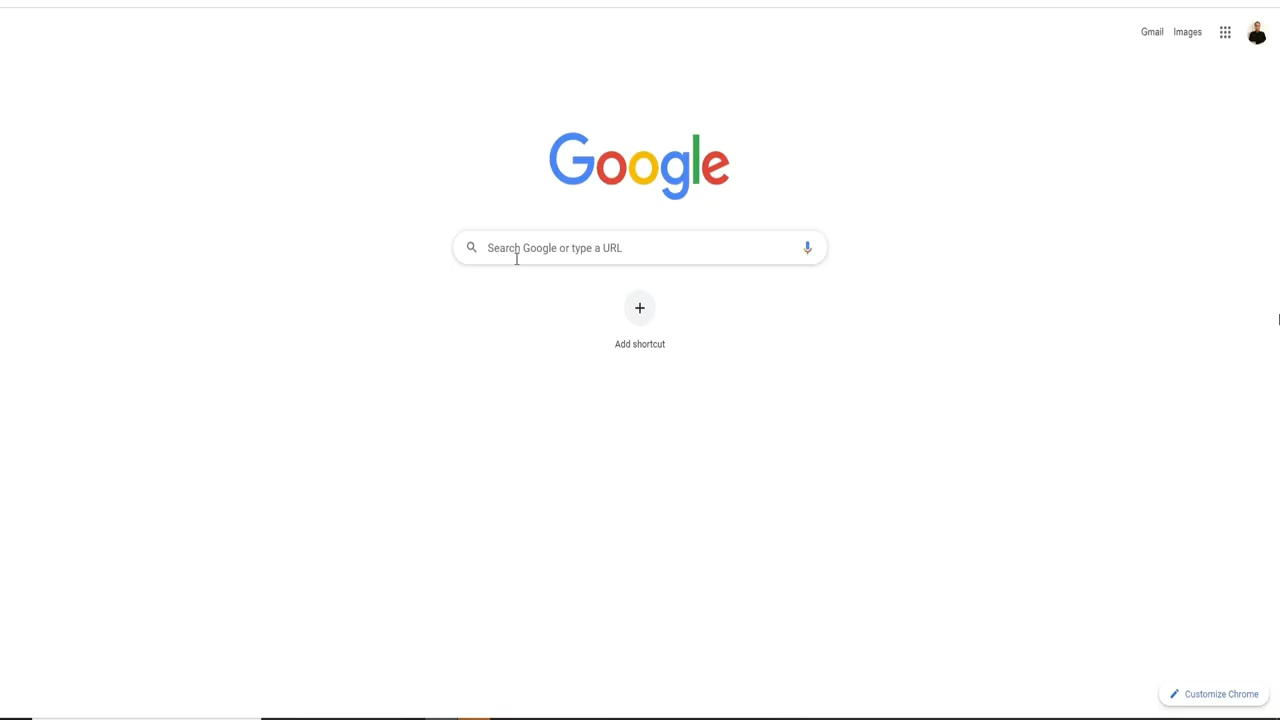 Gmail Images
Google
Search Google or type a URL
Add shortcut
Customize Chrome